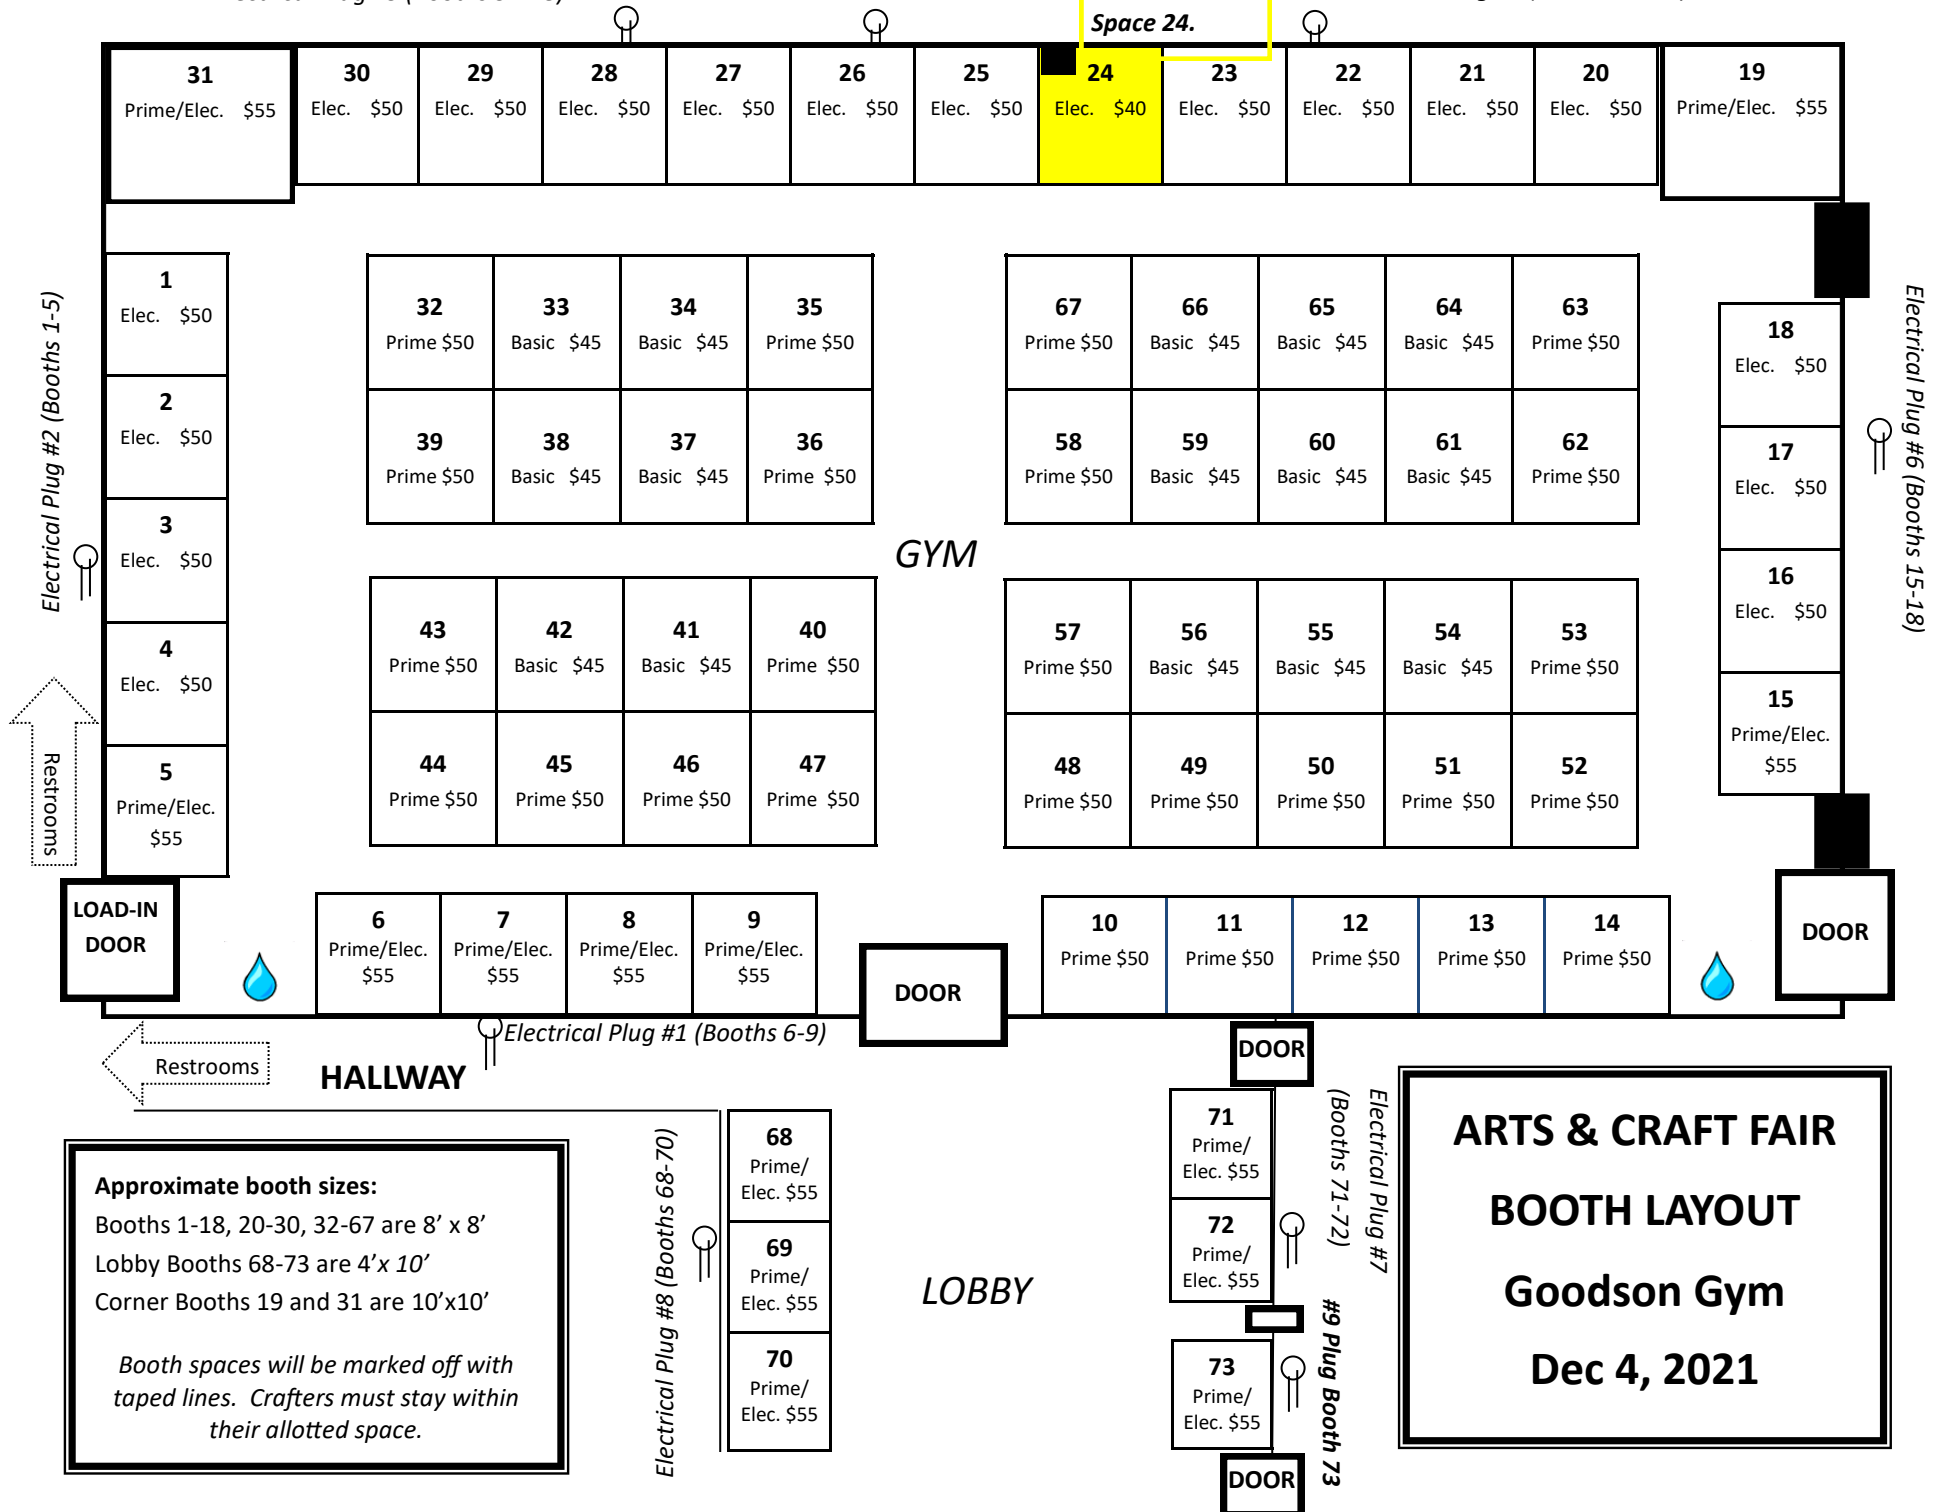 Space 24.
31
Prime/Elec. $55
30
Elec. $50
29
Elec. $50
28
Elec. $50
27
Elec. $50
26
Elec. $50
25
Elec. $50
24
Elec. $40
23
Elec. $50
22
Elec. $50
21
Elec. $50
20
Elec. $50
19
Prime/Elec. $55
Electrical Plug #2 (Booths 1-5)
1
Elec. $50
2
Elec. $50
3
Elec. $50
4
Elec. $50
5
Prime/Elec.
$55
Restrooms
LOAD-IN
DOOR
32
Prime $50
33
Basic $45
34
Basic $45
35
Prime $50
39
Prime $50
38
Basic $45
37
Basic $45
36
Prime $50
67
Prime $50
66
Basic $45
65
Basic $45
64
Basic $45
63
Prime $50
58
Prime $50
59
Basic $45
60
Basic $45
61
Basic $45
62
Prime $50
GYM
43
Prime $50
42
Basic $45
41
Basic $45
40
Prime $50
44
Prime $50
45
Prime $50
46
Prime $50
47
Prime $50
57
Prime $50
56
Basic $45
55
Basic $45
54
Basic $45
53
Prime $50
48
Prime $50
49
Prime $50
50
Prime $50
51
Prime $50
52
Prime $50
18
Elec. $50
17
Elec. $50
16
Elec. $50
15
Prime/Elec.
$55
Electrical Plug #6 (Booths 15-18)
DOOR
6
Prime/Elec.
$55
7
Prime/Elec.
$55
8
Prime/Elec.
$55
9
Prime/Elec.
$55
DOOR
10
Prime $50
11
Prime $50
12
Prime $50
13
Prime $50
14
Prime $50
Electrical Plug #1 (Booths 6-9)
Restrooms
HALLWAY
DOOR
Approximate booth sizes:
Booths 1-18, 20-30, 32-67 are 8’ x 8’
Lobby Booths 68-73 are 4’x 10’
Corner Booths 19 and 31 are 10’x10’
Booth spaces will be marked off with
taped lines. Crafters must stay within
their allotted space.
Electrical Plug #8 (Booths 68-70)
68
Prime/
Elec. $55
69
Prime/
Elec. $55
70
Prime/
Elec. $55
LOBBY
71
Prime/
Elec. $55
72
Prime/
Elec. $55
73
Prime/
Elec. $55
Electrical Plug #7
(Booths 71-72)
#9 Plug Booth 73
DOOR
ARTS & CRAFT FAIR
BOOTH LAYOUT
Goodson Gym
Dec 4, 2021